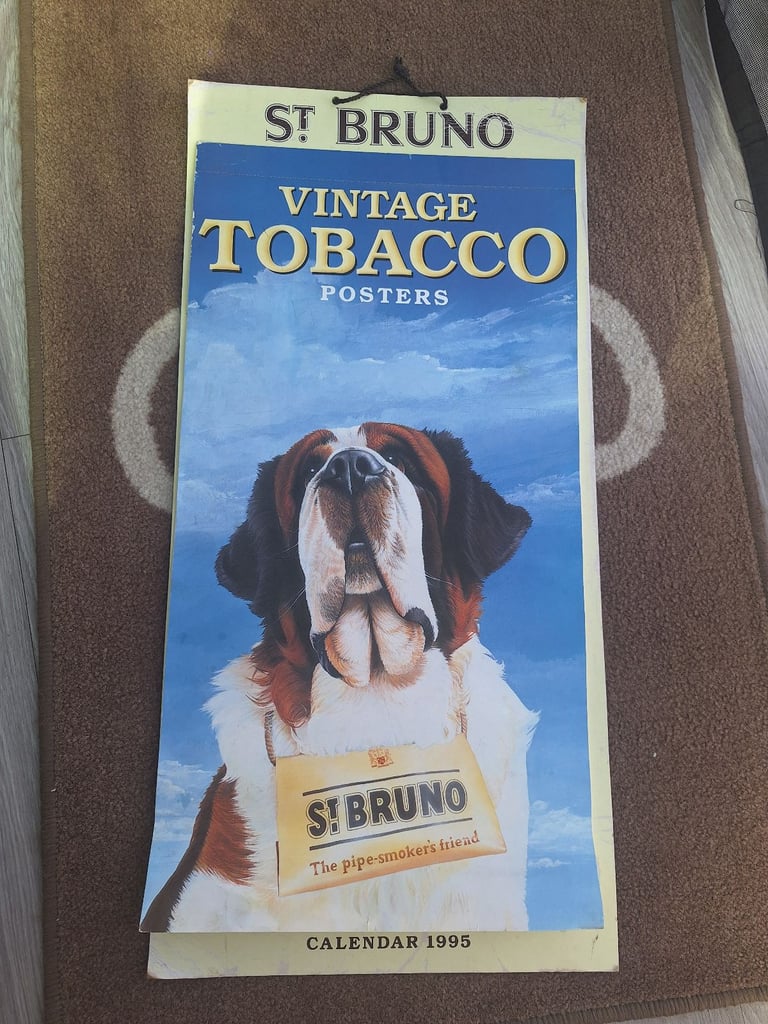 ST. BRUNO
VINTAGE
TOBACCO
POSTERS
ST. BRUNO
The pipe-smoker's friend
CALENDAR 1995